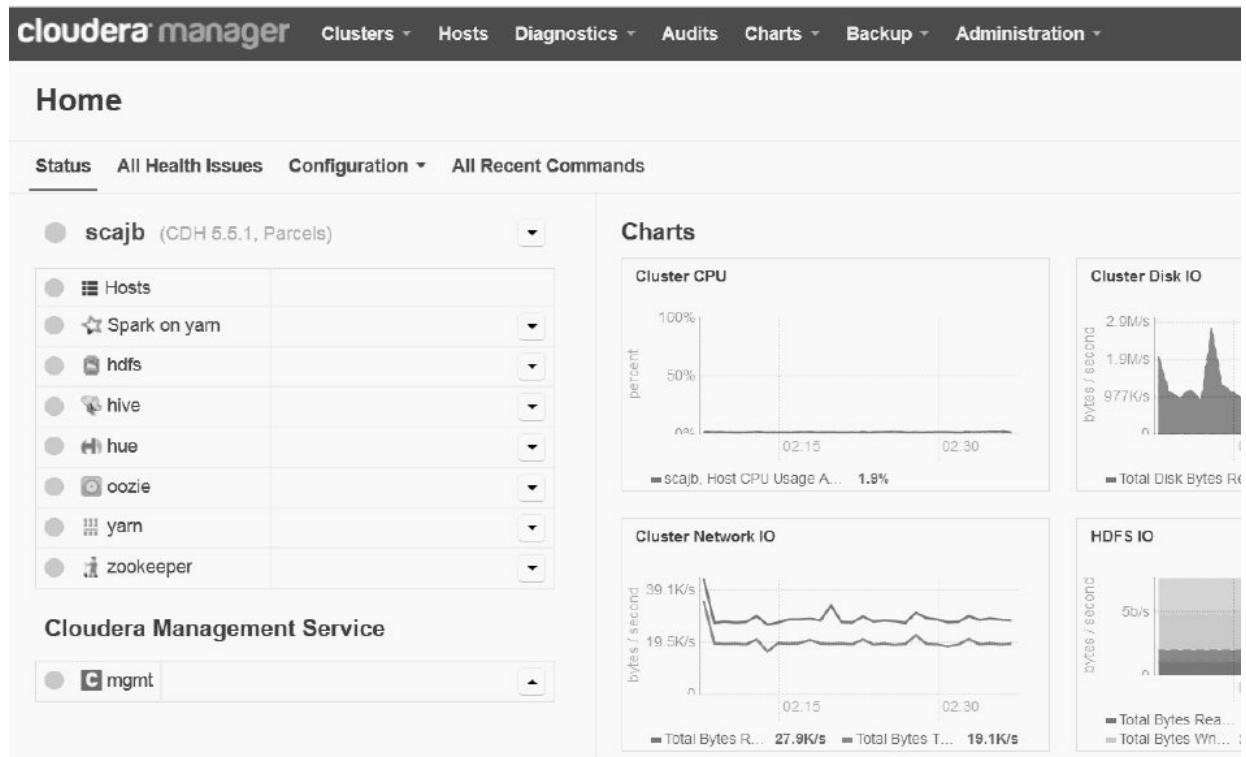 cloudera manager Clusters Hosts Diagnostics Audits Charts Backup Administration
Home
Status All Health Issues Configuration All Recent Commands
scajb (CDH 5.5.1, Parcels)
Hosts
Spark on yarn
hdfs
hive
hue
oozie
yarn
zookeeper
Cloudera Management Service
C mgmt
Charts
Cluster CPU
percent
100%
50%
0%
02:15 02:30
scajb, Host CPU Usage A... 1.9%
Cluster Disk IO
bytes / second
2.9M/s
1.9M/s
977K/s
0
Total Disk Bytes Re
Cluster Network IO
bytes / second
39.1K/s
19.5K/s
0
02:15 02:30
Total Bytes R... 27.9K/s Total Bytes T... 19.1K/s
HDFS IO
bytes / second
5b/s
0
Total Bytes Rea...
Total Bytes Wri...